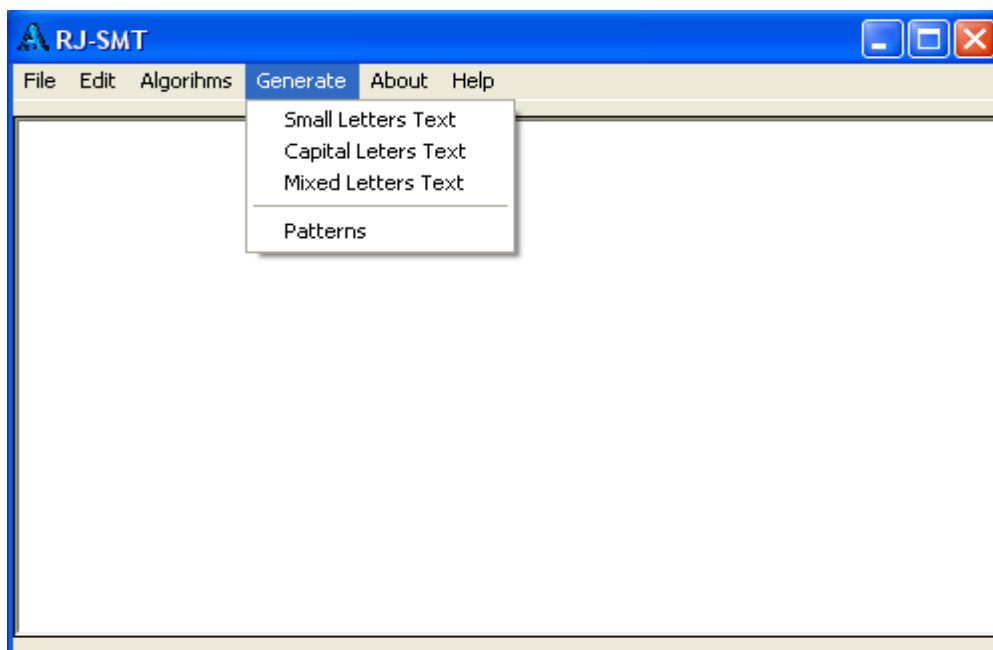 RJ-SMT
File Edit Algorihms Generate About Help
Small Letters Text
Capital Leters Text
Mixed Letters Text
Patterns